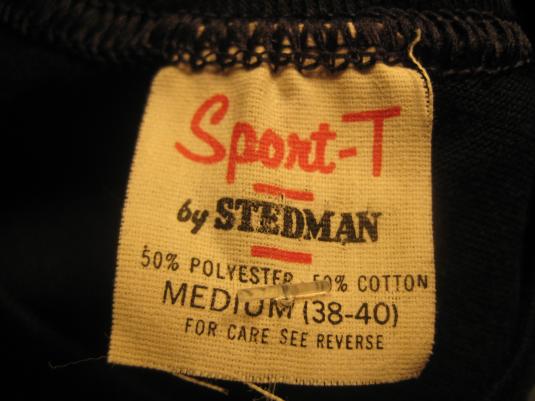 Sport-T
by STEDMAN
50% POLYESTER 50% COTTON
MEDIUM (38-40)
FOR CARE SEE REVERSE